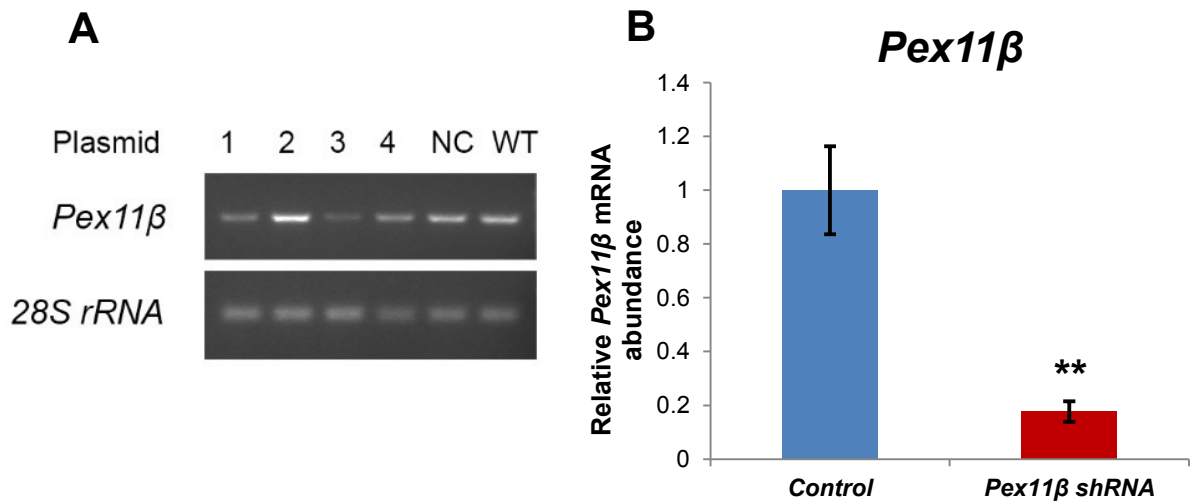 A
Plasmid 1 2 3 4 NC WT
Pex11β
28S rRNA
B
Pex11β
Relative Pex11β mRNA
abundance
1.4
1.2
1
0.8
0.6
0.4
0.2
0
**
Control
Pex11β shRNA